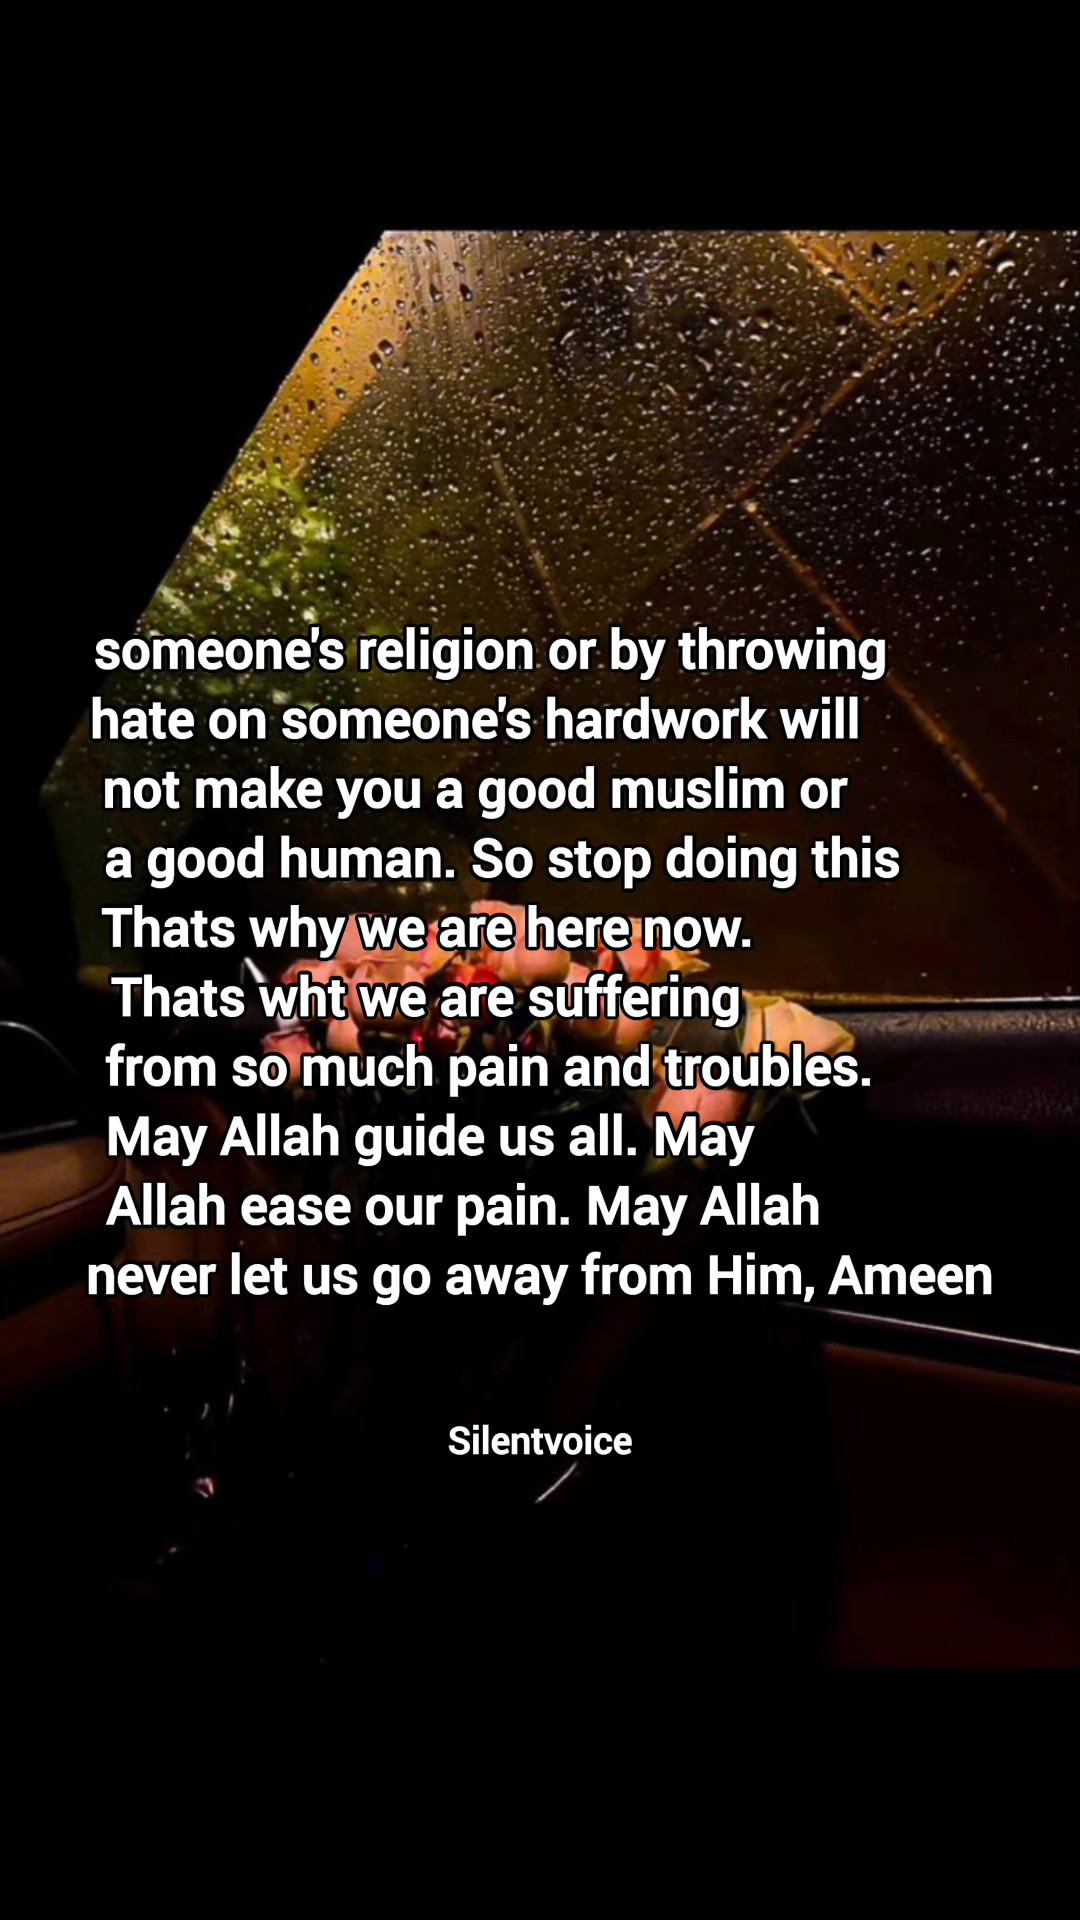 someone's religion or by throwing
hate on someone's hardwork will
not make you a good muslim or
a good human. So stop doing this
Thats why we are here now.
Thats wht we are suffering
from so much pain and troubles.
May Allah guide us all. May
Allah ease our pain. May Allah
never let us go away from Him, Ameen
Silentvoice